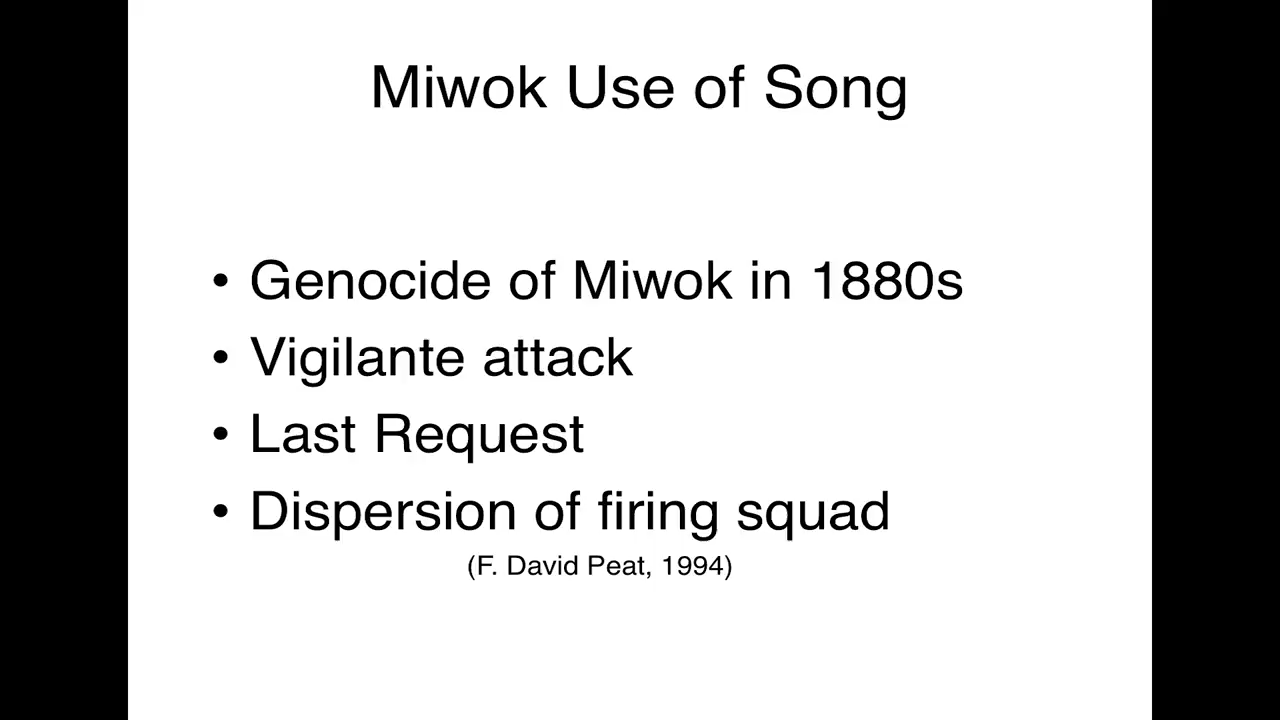 Miwok Use of Song
• Genocide of Miwok in 1880s
• Vigilante attack
• Last Request
• Dispersion of firing squad
(F. David Peat, 1994)